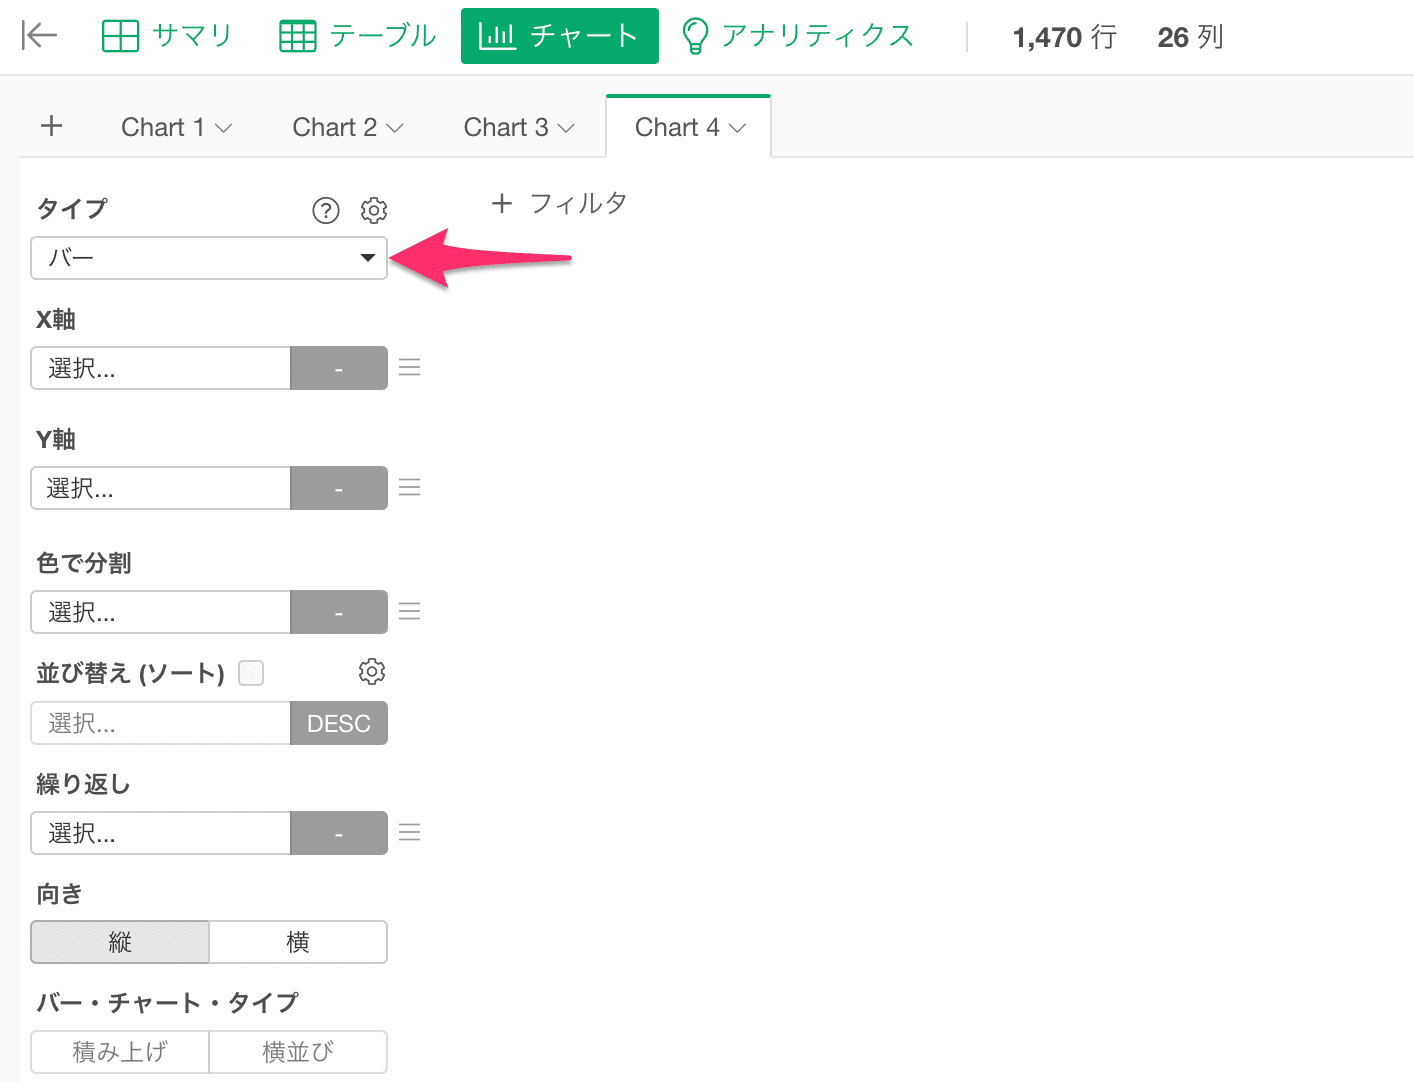 サマリ テーブル チャート アナリティクス 1,470 行 26 列
+ Chart 1 Chart 2 Chart 3 Chart 4
タイプ ? + フィルタ
バー
X軸
選択... -
Y軸
選択... -
色で分割
選択... -
並び替え (ソート)
選択... DESC
繰り返し
選択... -
向き
縦 横
バー・チャート・タイプ
積み上げ 横並び